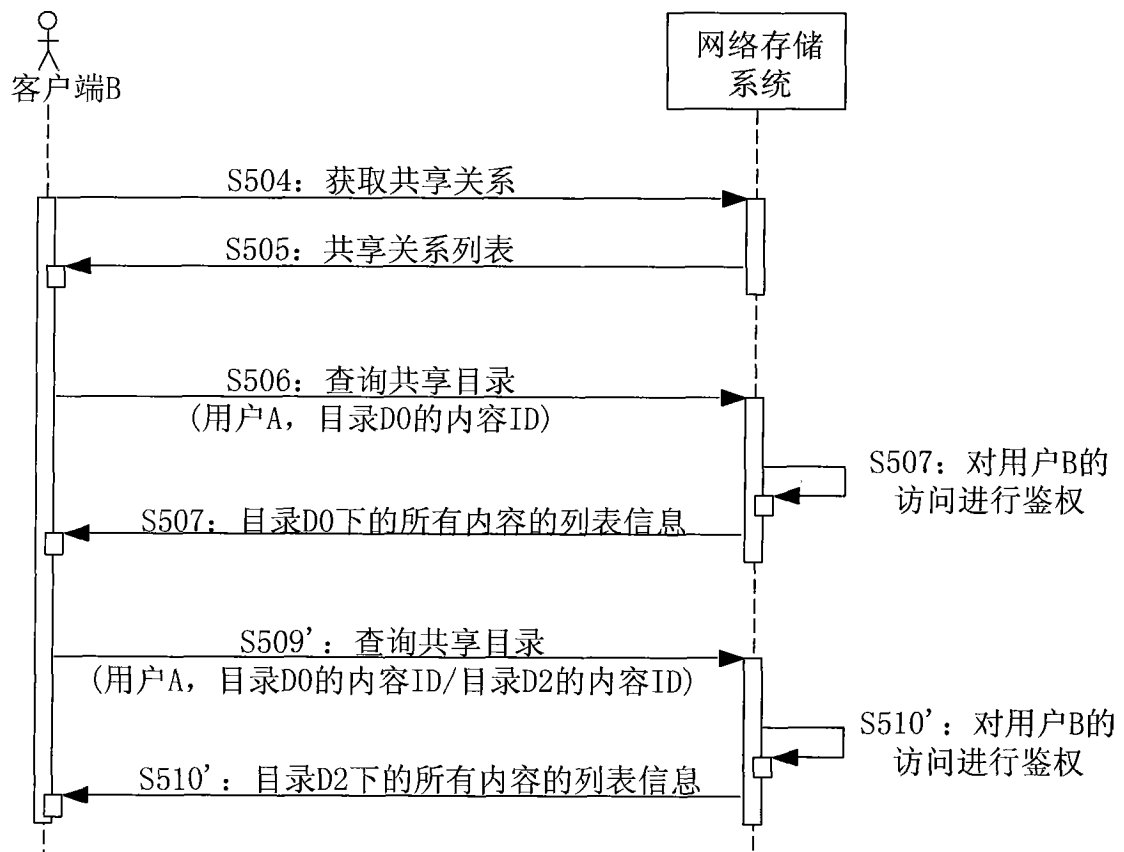 客户端B
网络存储
系统
S504：获取共享关系
S505：共享关系列表
S506：查询共享目录
(用户A，目录D0的内容ID)
S507：对用户B的
访问进行鉴权
S507：目录D0下的所有内容的列表信息
S509'：查询共享目录
(用户A，目录D0的内容ID/目录D2的内容ID)
S510'：对用户B的
访问进行鉴权
S510'：目录D2下的所有内容的列表信息